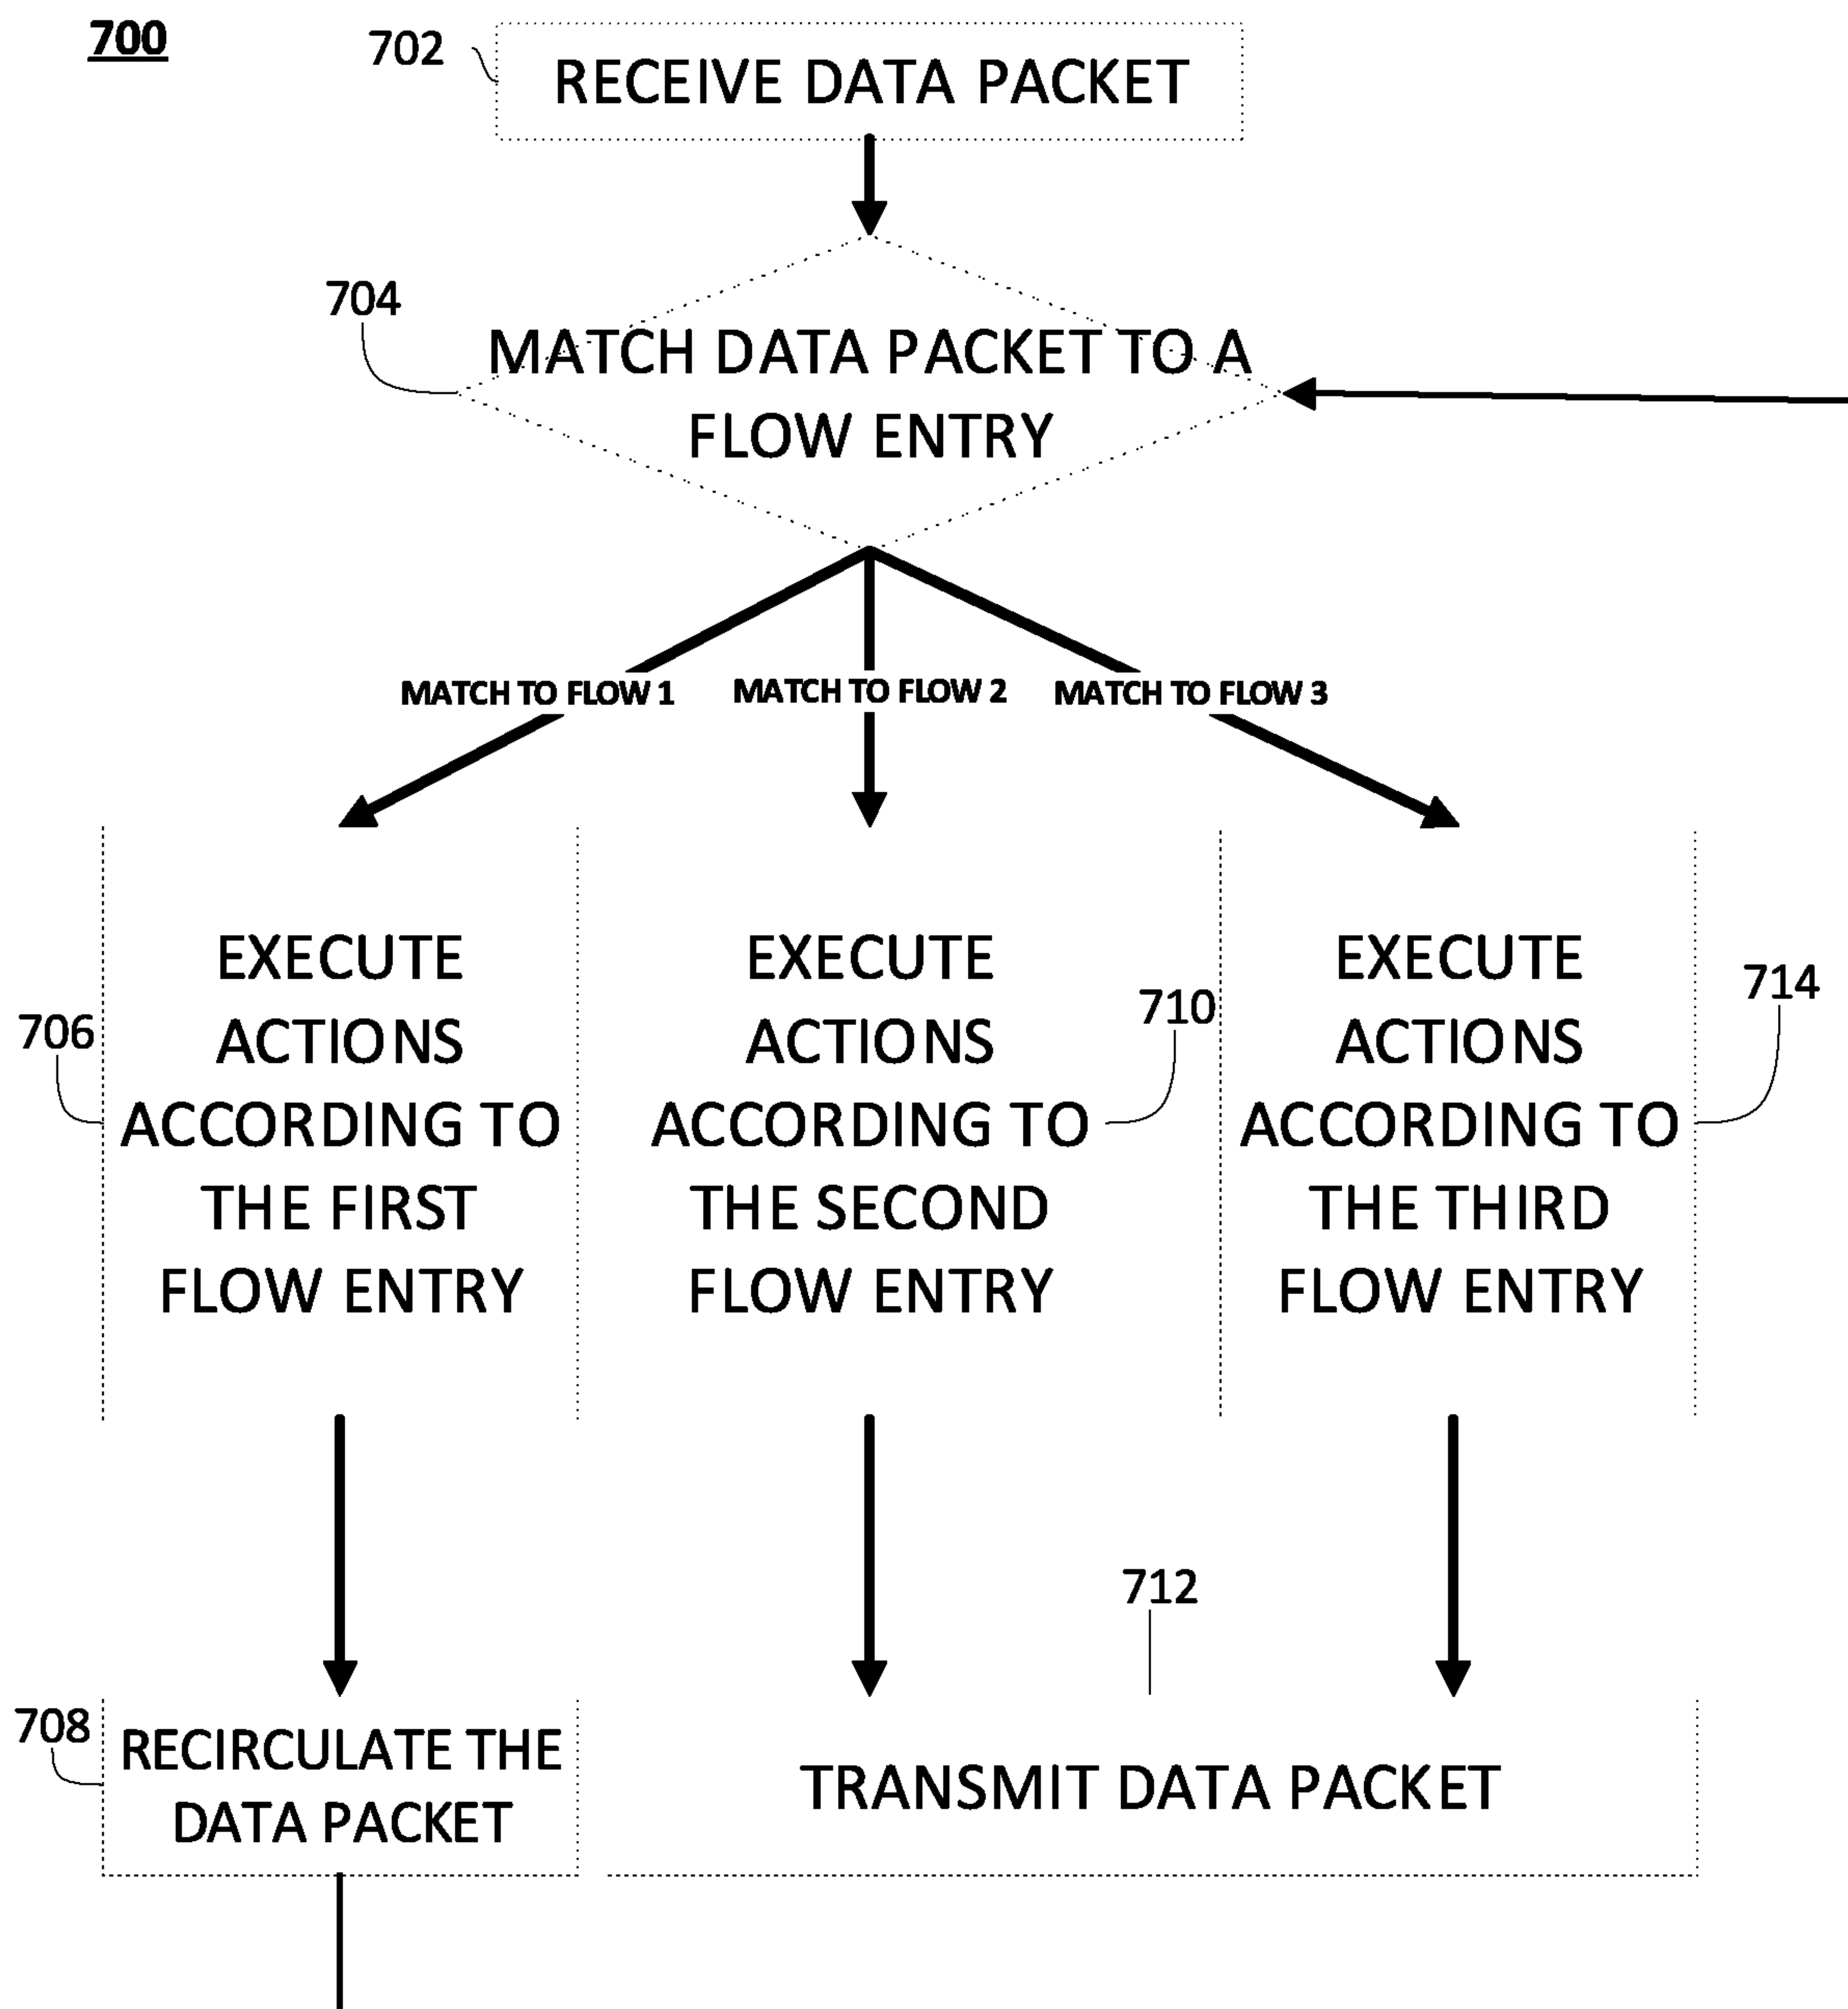 700
702
RECEIVE DATA PACKET
704
MATCH DATA PACKET TO A
FLOW ENTRY
MATCH TO FLOW 1
MATCH TO FLOW 2
MATCH TO FLOW 3
706
EXECUTE
ACTIONS
ACCORDING TO
THE FIRST
FLOW ENTRY
710
EXECUTE
ACTIONS
ACCORDING TO
THE SECOND
FLOW ENTRY
714
EXECUTE
ACTIONS
ACCORDING TO
THE THIRD
FLOW ENTRY
708
RECIRCULATE THE
DATA PACKET
712
TRANSMIT DATA PACKET